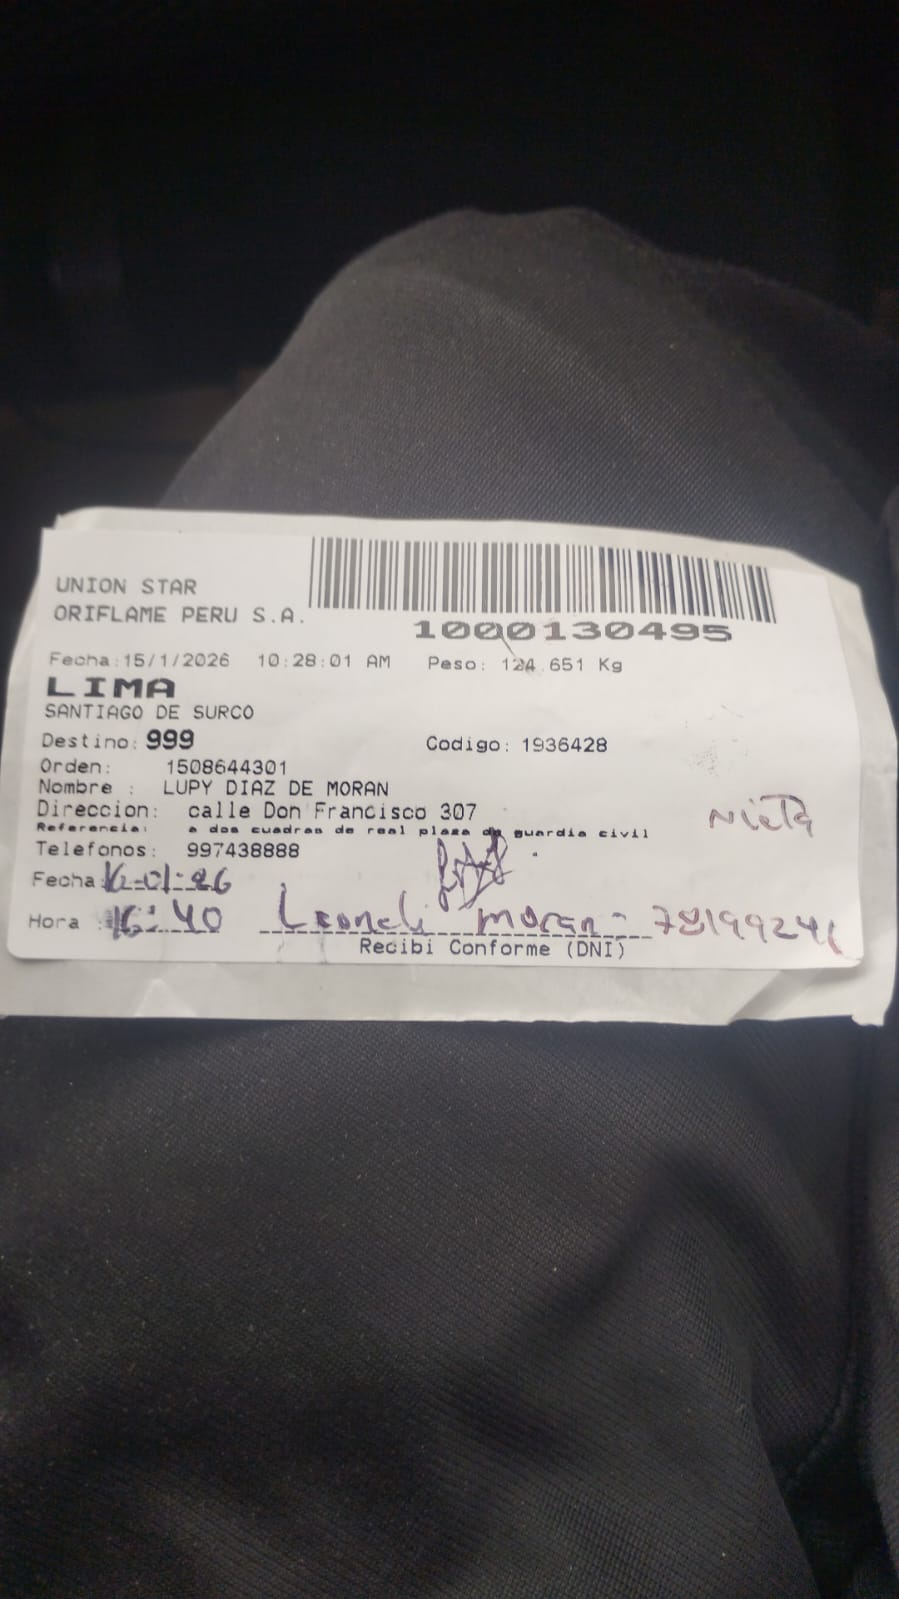 UNION STAR
ORIFLAME PERU S.A.
1000130495
Fecha:15/1/2026 10:28:01 AM Peso: 124.651 Kg
LIMA
SANTIAGO DE SURCO
Destino: 999 Codigo: 1936428
Orden: 1508644301
Nombre : LUPY DIAZ DE MORAN
Direccion: calle Don Francisco 307
Referencia: a dos cuadras de real plaza de guardia civil
Nieta
Telefonos: 997438888
Fecha 16-01-26
Hora : 16:40 Moran-
Recibi Conforme (DNI)